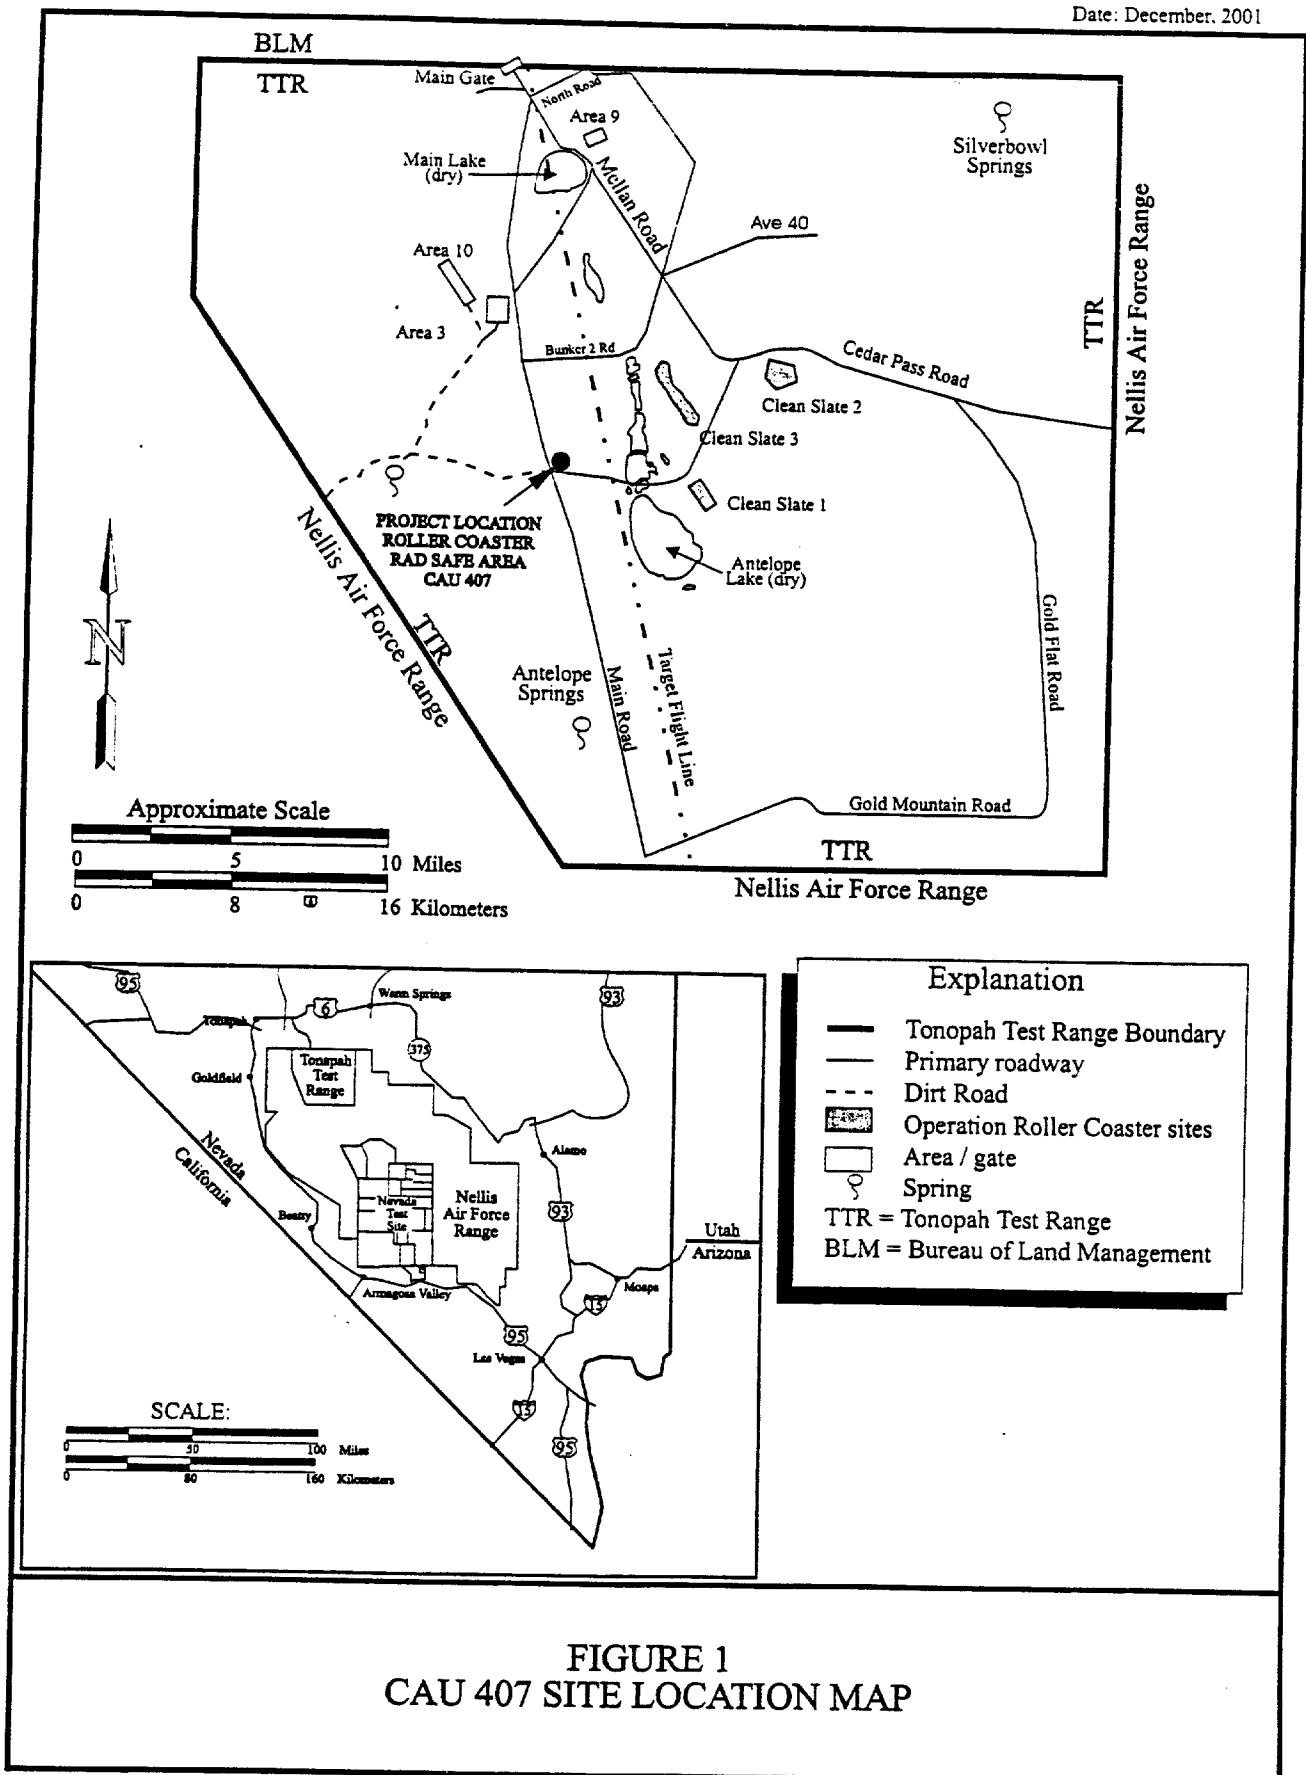 Date: December, 2001
BLM
TTR
Main Gate
North Road
Area 9
Silverbowl
Springs
Main Lake
(dry)
Mellan Road
Ave 40
Area 10
Area 3
Bunker 2 Rd
Cedar Pass Road
TTR
Nellis Air Force Range
Clean Slate 2
Clean Slate 3
Clean Slate 1
PROJECT LOCATION
ROLLER COASTER
RAD SAFE AREA
CAU 407
Antelope
Lake (dry)
Nellis Air Force Range
TTR
N
Antelope
Springs
Main Road
Target Flight Line
Gold Flat Road
Gold Mountain Road
TTR
Nellis Air Force Range
Approximate Scale
0 5 10 Miles
0 8 16 Kilometers
95
Tonopah
6
Warm Springs
93
375
Goldfield
Tonapah
Test
Range
Nevada
California
Alamo
Beatty
Nevada
Test
Site
Nellis
Air Force
Range
93
Utah
Arizona
Amagosa Valley
Moapa
15
95
Las Vegas
15
95
SCALE:
0 50 100 Miles
0 80 160 Kilometers
Explanation
Tonopah Test Range Boundary
Primary roadway
Dirt Road
Operation Roller Coaster sites
Area / gate
Spring
TTR = Tonopah Test Range
BLM = Bureau of Land Management
FIGURE 1
CAU 407 SITE LOCATION MAP